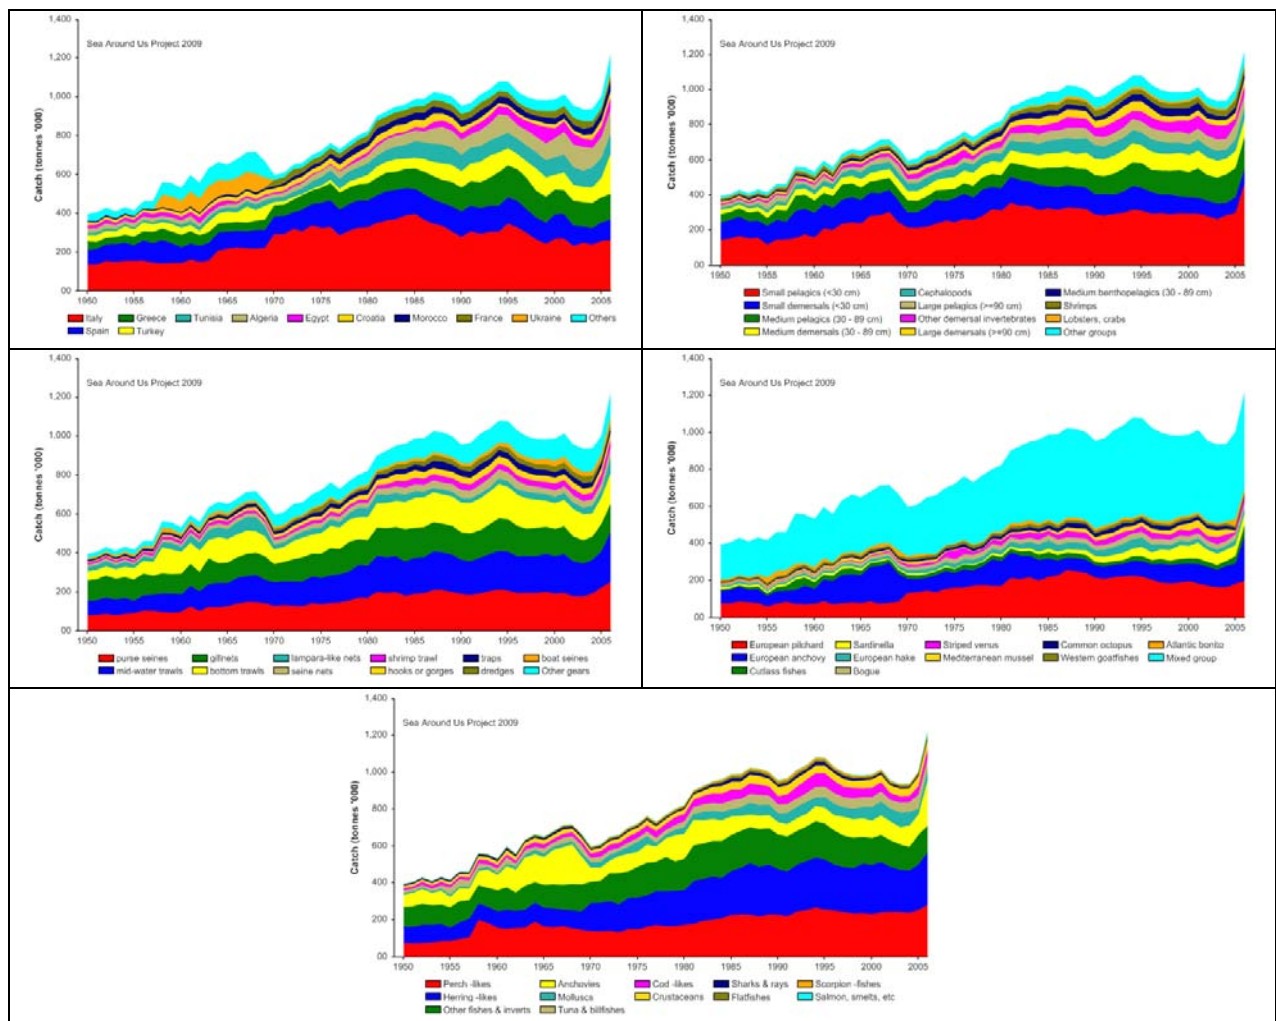 1,400
Sea Around Us Project 2009
1,200
1,000
800
600
400
200
00
Catch (tonnes '000)
1950 1955 1960 1965 1970 1975 1980 1985 1990 1995 2000 2005
Italy Greece Tunisia Algeria Egypt Croatia Morocco France Ukraine Others
Spain Turkey
1,400
Sea Around Us Project 2009
1,200
1,000
800
600
400
200
00
Catch (tonnes '000)
1950 1955 1960 1965 1970 1975 1980 1985 1990 1995 2000 2005
Small pelagics (<30 cm) Cephalopods Medium benthopelagics (30 - 89 cm)
Small demersals (<30 cm) Large pelagics (>=90 cm) Shrimps
Medium pelagics (30 - 89 cm) Other demersal invertebrates Lobsters, crabs
Medium demersals (30 - 89 cm) Large demersals (>=90 cm) Other groups
1,400
Sea Around Us Project 2009
1,200
1,000
800
600
400
200
00
Catch (tonnes '000)
1950 1955 1960 1965 1970 1975 1980 1985 1990 1995 2000 2005
purse seines gillnets lampara-like nets shrimp trawl traps boat seines
mid-water trawls bottom trawls seine nets hooks or gorges dredges Other gears
1,400
Sea Around Us Project 2009
1,200
1,000
800
600
400
200
00
Catch (tonnes '000)
1950 1955 1960 1965 1970 1975 1980 1985 1990 1995 2000 2005
European pilchard Sardinella Striped venus Common octopus Atlantic bonito
European anchovy European hake Mediterranean mussel Western goatfishes Mixed group
Cutlass fishes Bogue
1,400
Sea Around Us Project 2009
1,200
1,000
800
600
400
200
00
Catch (tonnes '000)
1950 1955 1960 1965 1970 1975 1980 1985 1990 1995 2000 2005
Perch -likes Anchovies Cod -likes Sharks & rays Scorpion -fishes
Herring -likes Molluscs Crustaceans Flatfishes Salmon, smelts, etc
Other fishes & inverts Tuna & billfishes